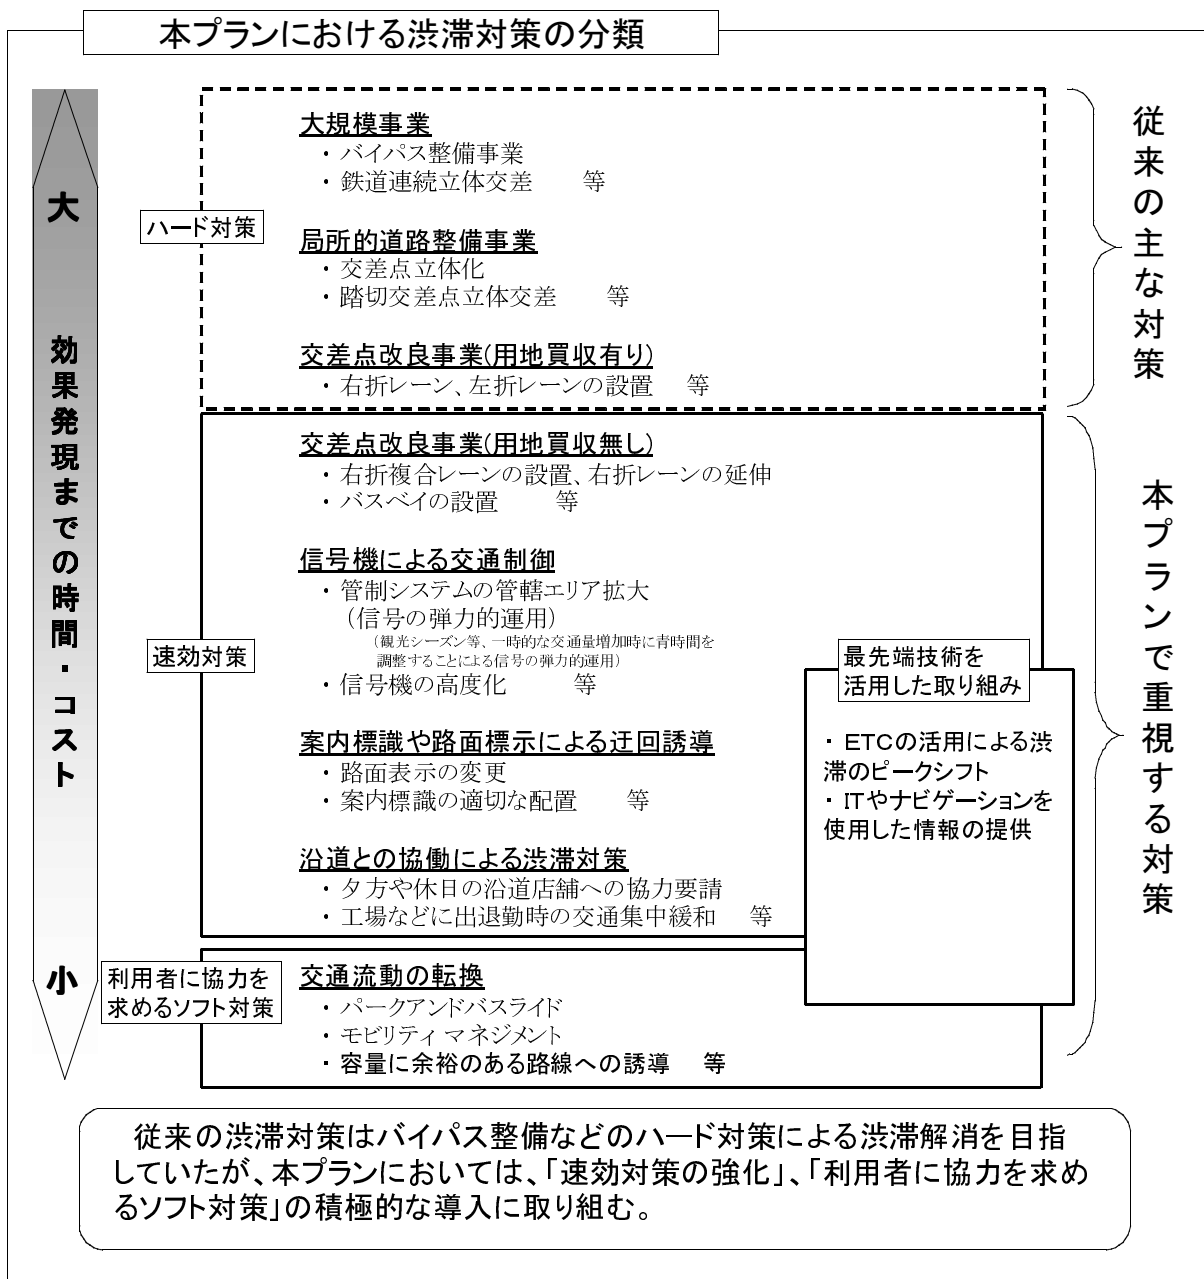 本プランにおける渋滞対策の分類
大
効果発現までの時間・コスト
小
ハード対策
大規模事業
・バイパス整備事業
・鉄道連続立体交差　　等
局所的道路整備事業
・交差点立体化
・踏切交差点立体交差　　等
交差点改良事業(用地買収有り)
・右折レーン、左折レーンの設置　等
従来の主な対策
速効対策
交差点改良事業(用地買収無し)
・右折複合レーンの設置、右折レーンの延伸
・バスベイの設置　　等
信号機による交通制御
・管制システムの管轄エリア拡大
（信号の弾力的運用）
（観光シーズン等、一時的な交通量増加時に青時間を
調整することによる信号の弾力的運用）
・信号機の高度化　　等
案内標識や路面標示による迂回誘導
・路面表示の変更
・案内標識の適切な配置　　等
沿道との協働による渋滞対策
・夕方や休日の沿道店舗への協力要請
・工場などに出退勤時の交通集中緩和　等
最先端技術を
活用した取り組み
・ETCの活用による渋
滞のピークシフト
・ITやナビゲーションを
使用した情報の提供
本プランで重視する対策
利用者に協力を
求めるソフト対策
交通流動の転換
・パークアンドバスライド
・モビリティマネジメント
・容量に余裕のある路線への誘導　等
従来の渋滞対策はバイパス整備などのハード対策による渋滞解消を目指
していたが、本プランにおいては、｢速効対策の強化｣、｢利用者に協力を求め
るソフト対策｣の積極的な導入に取り組む。